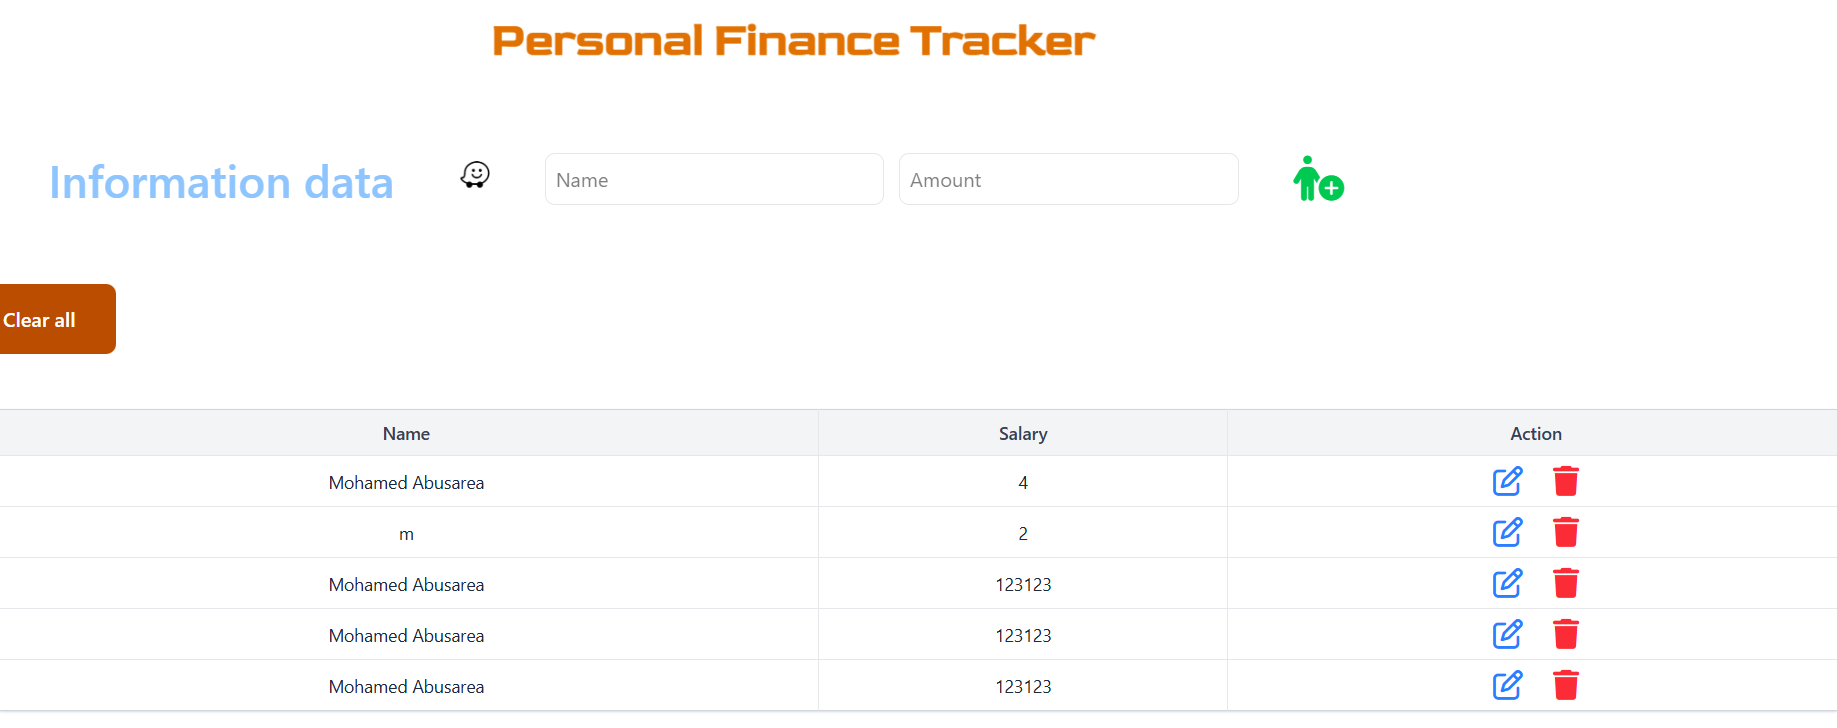 Personal Finance Tracker
Information data Name Amount
Clear all
Name Salary Action
Mohamed Abusarea 4
m 2
Mohamed Abusarea 123123
Mohamed Abusarea 123123
Mohamed Abusarea 123123